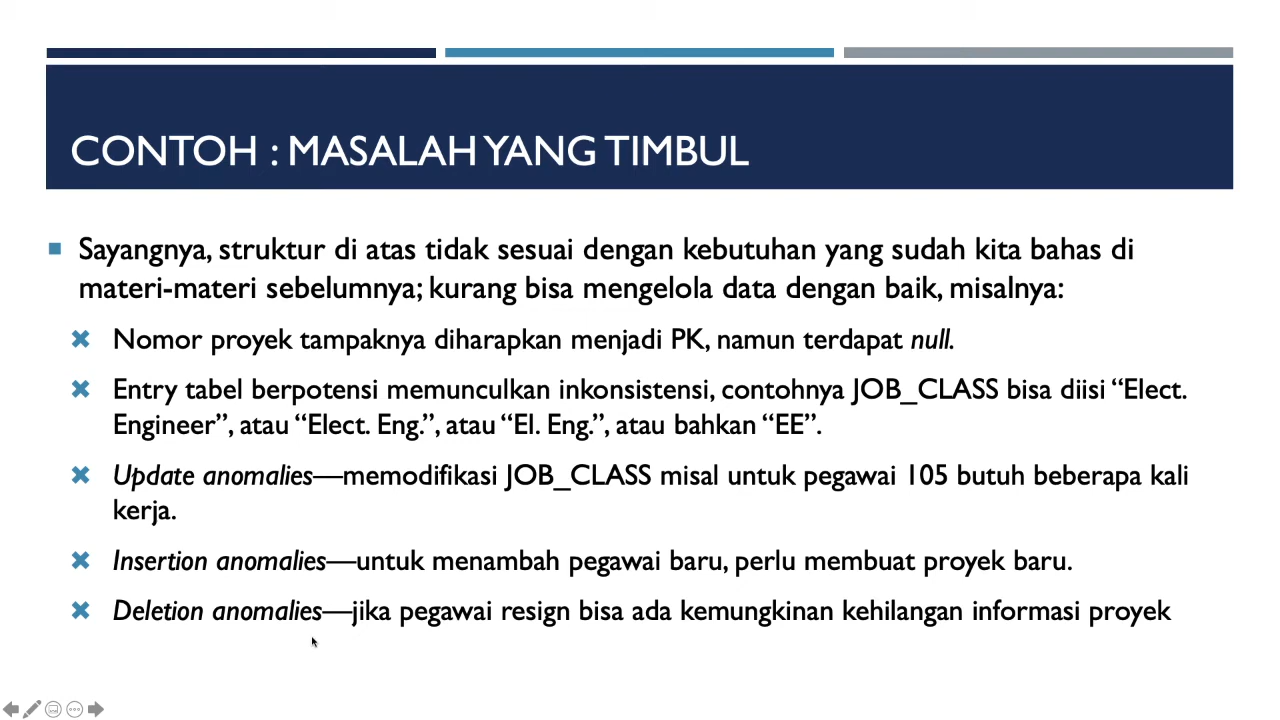 CONTOH : MASALAH YANG TIMBUL
Sayangnya, struktur di atas tidak sesuai dengan kebutuhan yang sudah kita bahas di
materi-materi sebelumnya; kurang bisa mengelola data dengan baik, misalnya:
Nomor proyek tampaknya diharapkan menjadi PK, namun terdapat null.
Entry tabel berpotensi memunculkan inkonsistensi, contohnya JOB_CLASS bisa diisi “Elect.
Engineer”, atau “Elect. Eng.”, atau “El. Eng.”, atau bahkan “EE”.
Update anomalies—memodifikasi JOB_CLASS misal untuk pegawai 105 butuh beberapa kali
kerja.
Insertion anomalies—untuk menambah pegawai baru, perlu membuat proyek baru.
Deletion anomalies—jika pegawai resign bisa ada kemungkinan kehilangan informasi proyek